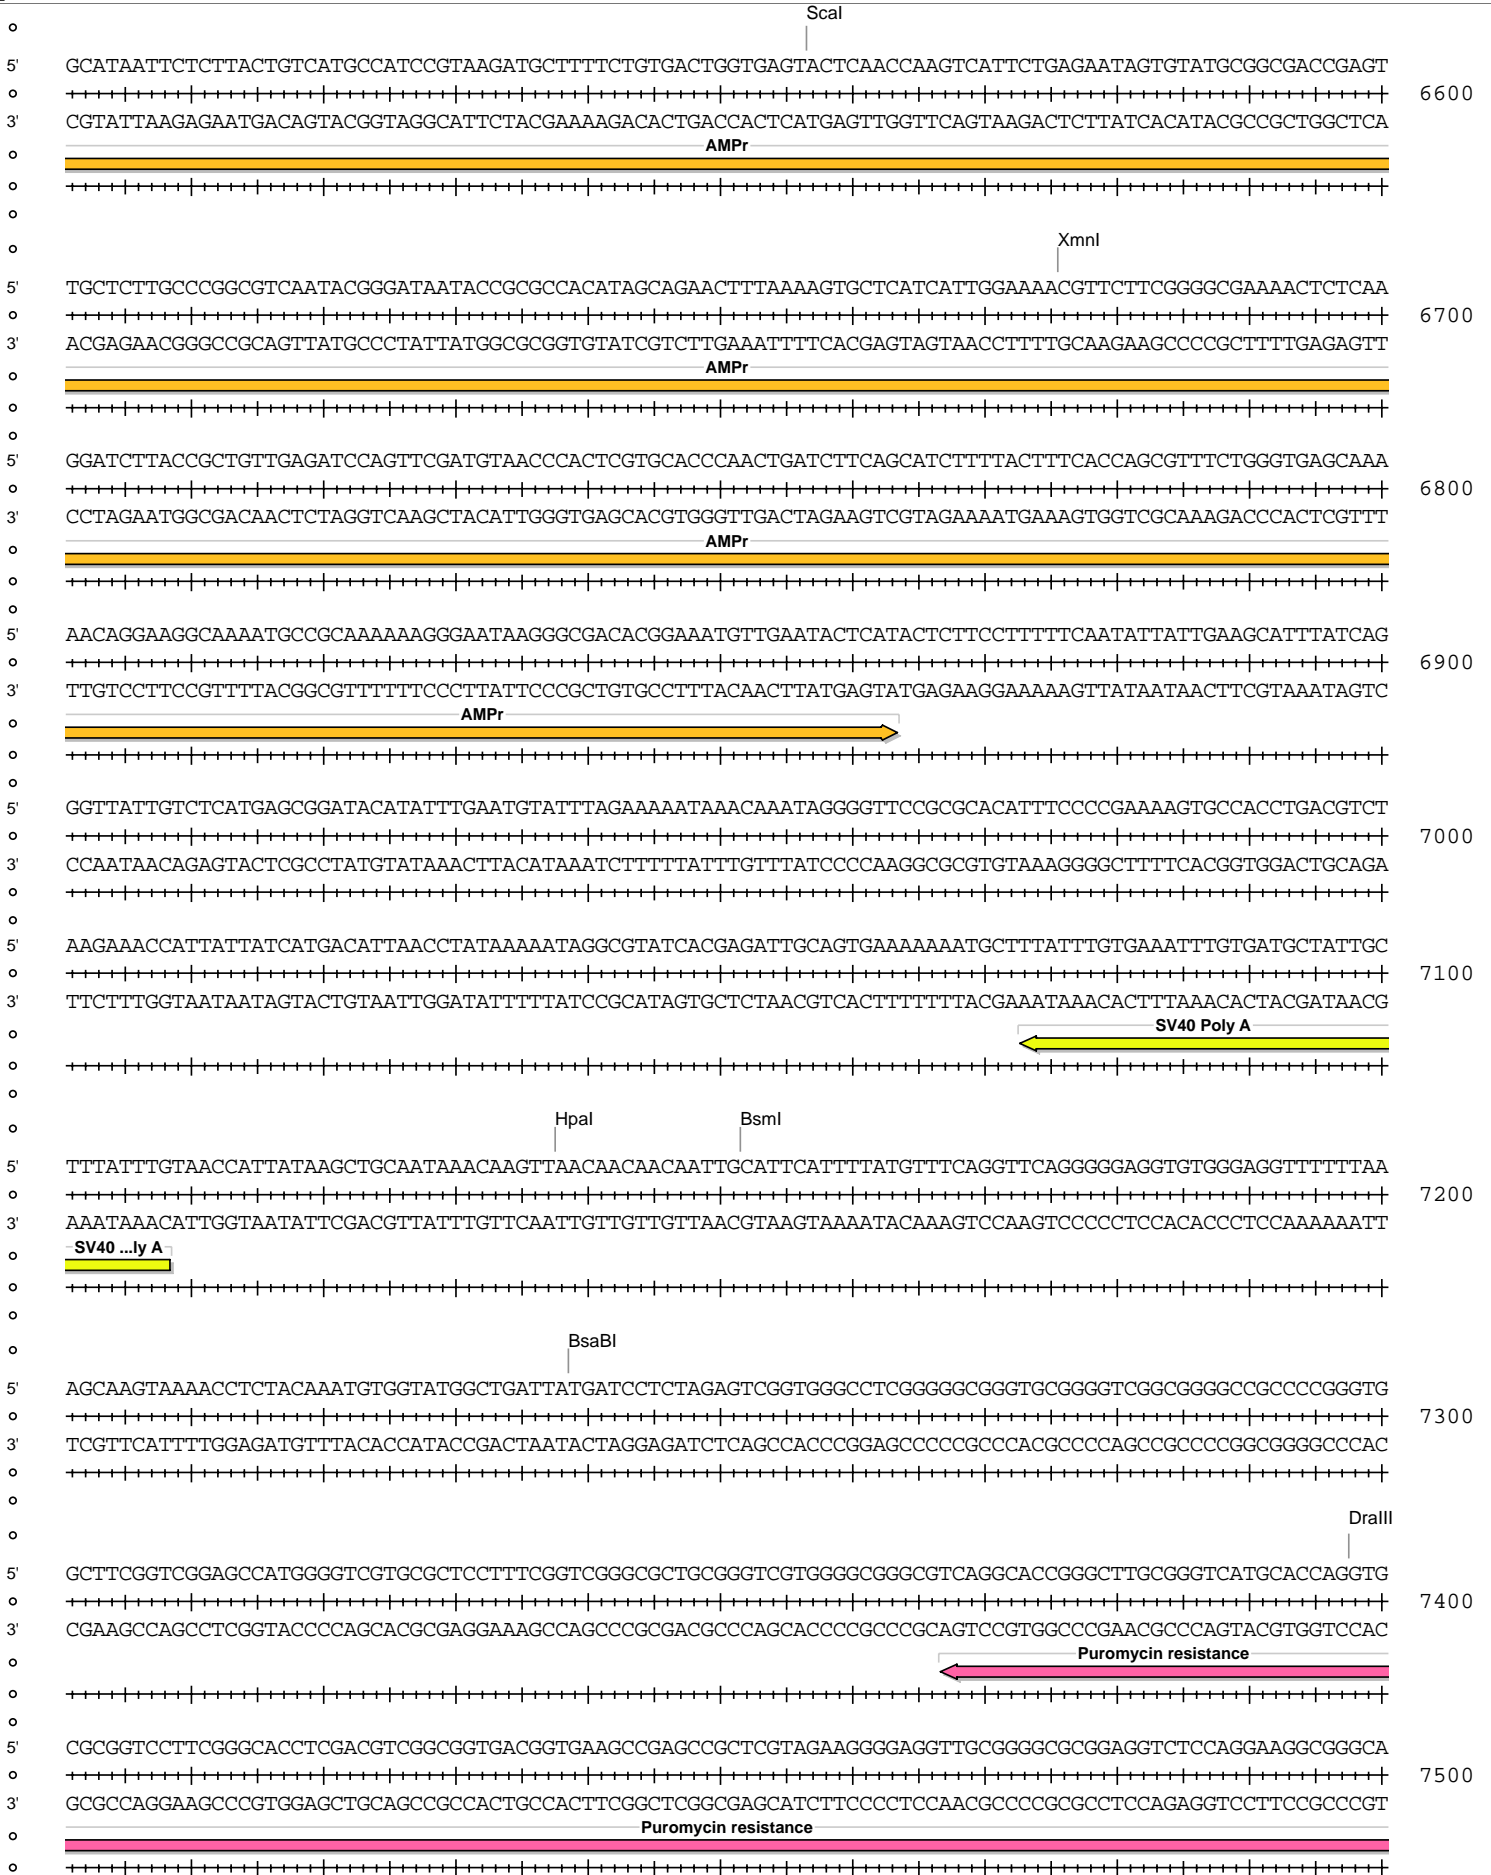 ScaI
5' GCATAATTCTCTTACTGTCATGCCATCCGTAAGATGCTTTTCTGTGACTGGTGAGTACTCAACCAAGTCATTCTGAGAATAGTGTATGCGGCGACCGAGT
6600
3' CGTATTAAGAGAATGACAGTACGGTAGGCATTCTACGAAAAGACACTGACCACTCATGAGTTGGTTCAGTAAGACTCTTATCACATACGCCGCTGGCTCA
AMPr
XmnI
5' TGCTCTTGCCCGGCGTCAATACGGGATAATACCGCGCCACATAGCAGAACTTTAAAAGTGCTCATCATTGGAAAACGTTCTTCGGGGCGAAAACTCTCAA
6700
3' ACGAGAACGGGCCGCAGTTATGCCCTATTATGGCGCGGTGTATCGTCTTGAAATTTTCACGAGTAGTAACCTTTTGCAAGAAGCCCCGCTTTTGAGAGTT
AMPr
5' GGATCTTACCGCTGTTGAGATCCAGTTCGATGTAACCCACTCGTGCACCCAACTGATCTTCAGCATCTTTTACTTTCACCAGCGTTTCTGGGTGAGCAAA
6800
3' CCTAGAATGGCGACAACTCTAGGTCAAGCTACATTGGGTGAGCACGTGGGTTGACTAGAAGTCGTAGAAAATGAAAGTGGTCGCAAAGACCCACTCGTTT
AMPr
5' AACAGGAAGGCAAAATGCCGCAAAAAAGGGAATAAGGGCGACACGGAAATGTTGAATACTCATACTCTTCCTTTTTCAATATTATTGAAGCATTTATCAG
6900
3' TTGTCCTTCCGTTTTACGGCGTTTTTTCCCTTATTCCCGCTGTGCCTTTACAACTTATGAGTATGAGAAGGAAAAAGTTATAATAACTTCGTAAATAGTC
AMPr
5' GGTTATTGTCTCATGAGCGGATACATATTTGAATGTATTTAGAAAAATAAACAAATAGGGGTTCCGCGCACATTTCCCCGAAAAGTGCCACCTGACGTCT
7000
3' CCAATAACAGAGTACTCGCCTATGTATAAACTTACATAAATCTTTTTATTTGTTTATCCCCAAGGCGCGTGTAAAGGGGCTTTTCACGGTGGACTGCAGA
5' AAGAAACCATTATTATCATGACATTAACCTATAAAAATAGGCGTATCACGAGATTGCAGTGAAAAAAATGCTTTATTTGTGAAATTTGTGATGCTATTGC
7100
3' TTCTTTGGTAATAATAGTACTGTAATTGGATATTTTTATCCGCATAGTGCTCTAACGTCACTTTTTTTACGAAATAAACACTTTAAACACTACGATAACG
SV40 Poly A
HpaI BsmI
5' TTTATTTGTAACCATTATAAGCTGCAATAAACAAGTTAACAACAACAATTGCATTCATTTTATGTTTCAGGTTCAGGGGGAGGTGTGGGAGGTTTTTTAA
7200
3' AAATAAACATTGGTAATATTCGACGTTATTTGTTCAATTGTTGTTGTTAACGTAAGTAAAATACAAAGTCCAAGTCCCCCTCCACACCCTCCAAAAAATT
SV40 ...ly A
BsaBI
5' AGCAAGTAAAACCTCTACAAATGTGGTATGGCTGATTATGATCCTCTAGAGTCGGTGGGCCTCGGGGGCGGGTGCGGGGTCGGCGGGGCCGCCCCGGGTG
7300
3' TCGTTCATTTTGGAGATGTTTACACCATACCGACTAATACTAGGAGATCTCAGCCACCCGGAGCCCCCGCCCACGCCCCAGCCGCCCCGGCGGGGCCCAC
DraIII
5' GCTTCGGTCGGAGCCATGGGGTCGTGCGCTCCTTTCGGTCGGGCGCTGCGGGTCGTGGGGCGGGCGTCAGGCACCGGGCTTGCGGGTCATGCACCAGGTG
7400
3' CGAAGCCAGCCTCGGTACCCCAGCACGCGAGGAAAGCCAGCCCGCGACGCCCAGCACCCCGCCCGCAGTCCGTGGCCCGAACGCCCAGTACGTGGTCCAC
Puromycin resistance
5' CGCGGTCCTTCGGGCACCTCGACGTCGGCGGTGACGGTGAAGCCGAGCCGCTCGTAGAAGGGGAGGTTGCGGGGCGCGGAGGTCTCCAGGAAGGCGGGCA
7500
3' GCGCCAGGAAGCCCGTGGAGCTGCAGCCGCCACTGCCACTTCGGCTCGGCGAGCATCTTCCCCTCCAACGCCCCGCGCCTCCAGAGGTCCTTCCGCCCGT
Puromycin resistance